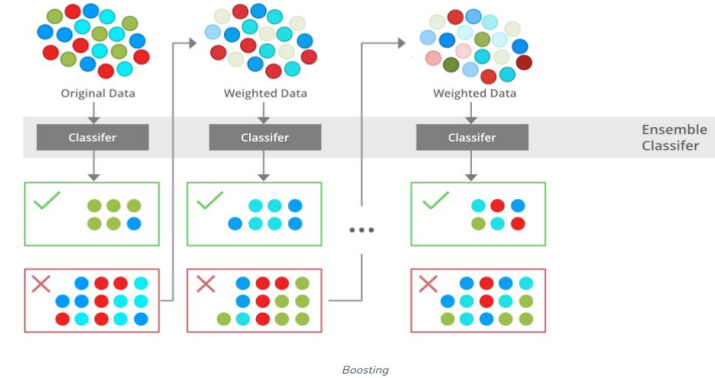 Original Data
Weighted Data
Weighted Data
Classifer
Classifer
Classifer
Ensemble
Classifer
...
Boosting